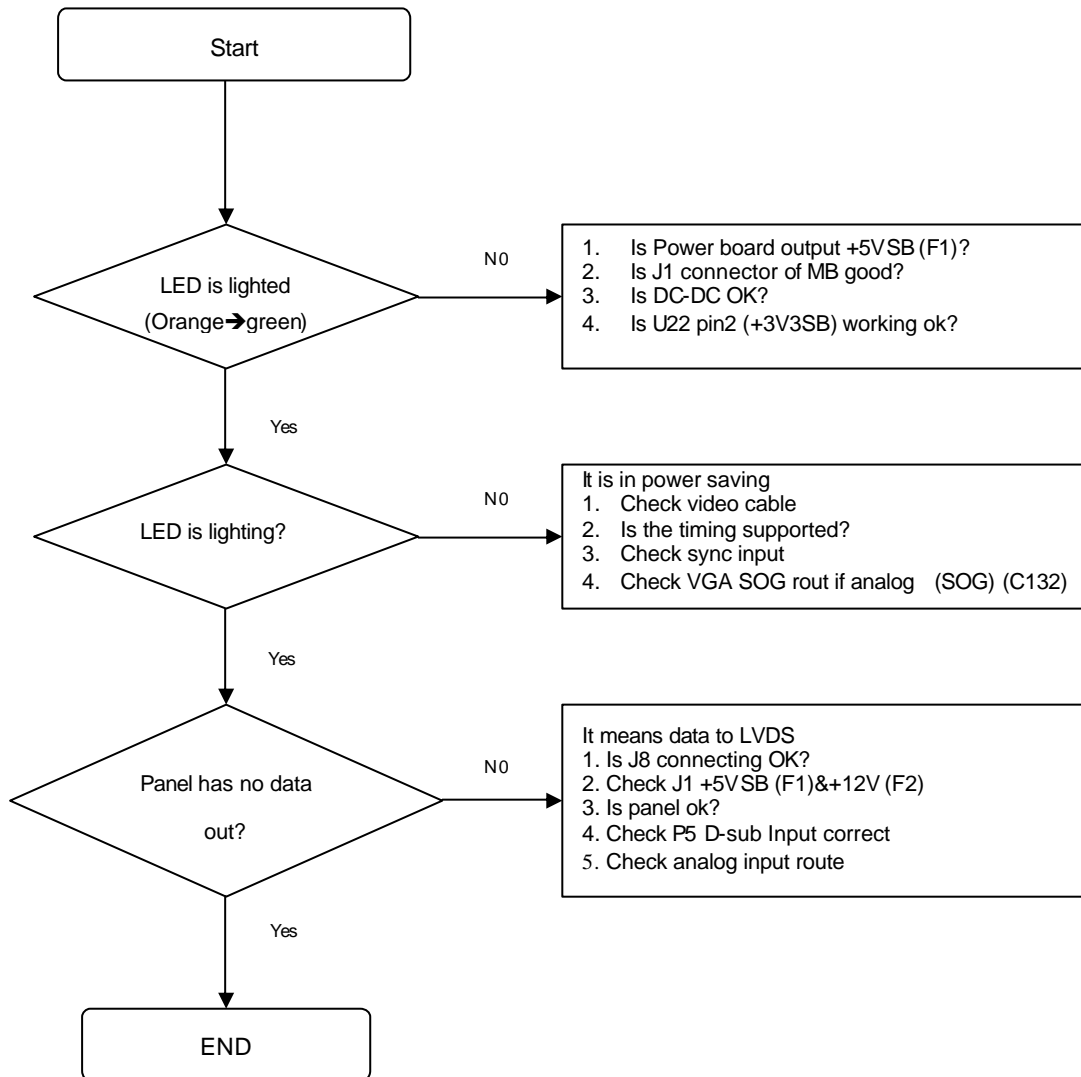 Start
LED is lighted
(Orange➔green)
N0
1. Is Power board output +5VSB (F1)?
2. Is J1 connector of MB good?
3. Is DC-DC OK?
4. Is U22 pin2 (+3V3SB) working ok?
Yes
LED is lighting?
N0
It is in power saving
1. Check video cable
2. Is the timing supported?
3. Check sync input
4. Check VGA SOG rout if analog (SOG) (C132)
Yes
Panel has no data
out?
N0
It means data to LVDS
1. Is J8 connecting OK?
2. Check J1 +5VSB (F1)&+12V (F2)
3. Is panel ok?
4. Check P5 D-sub Input correct
5. Check analog input route
Yes
END